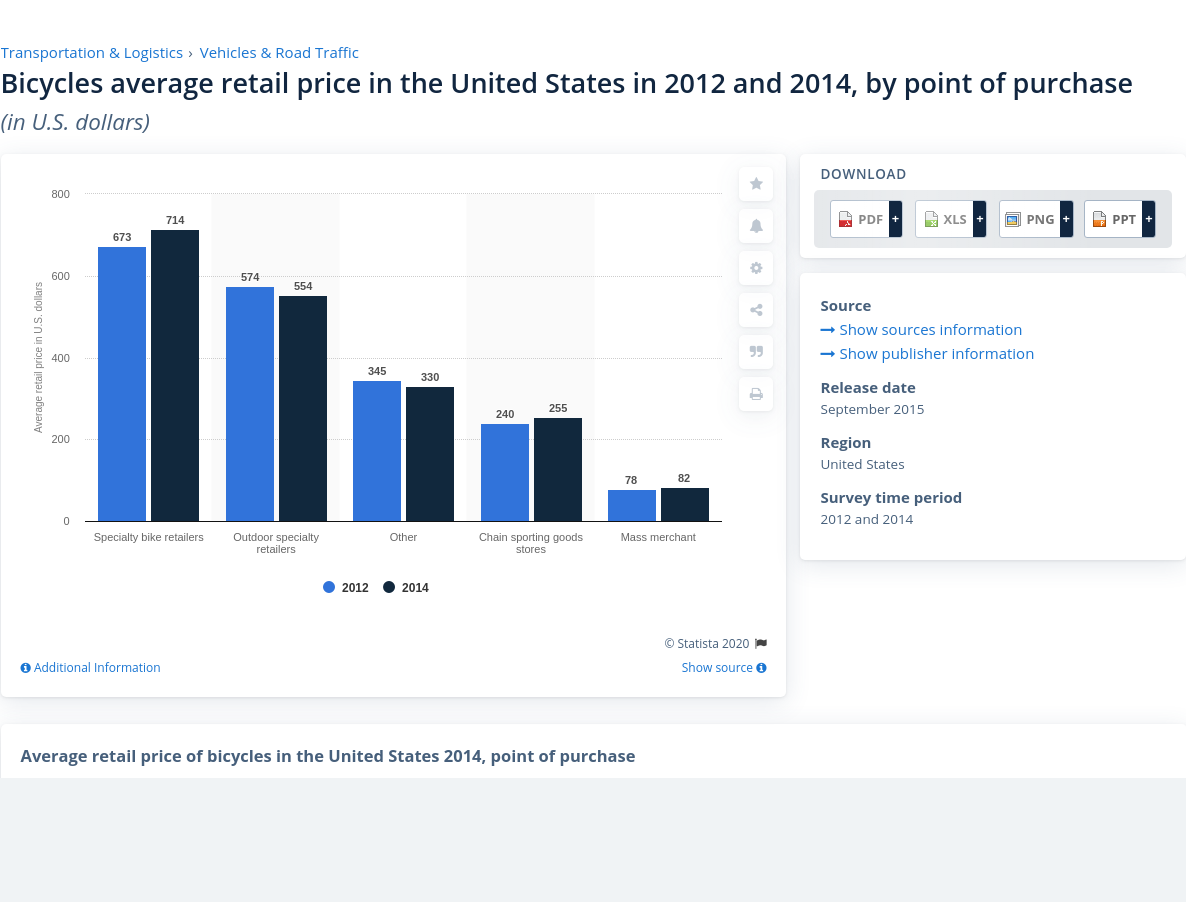 Transportation & Logistics › Vehicles & Road Traffic
Bicycles average retail price in the United States in 2012 and 2014, by point of purchase
(in U.S. dollars)
Average retail price in U.S. dollars
800
600
400
200
0
673
714
574
554
345
330
240
255
78
82
Specialty bike retailers
Outdoor specialty
retailers
Other
Chain sporting goods
stores
Mass merchant
2012
2014
© Statista 2020
Additional Information
Show source
DOWNLOAD
PDF +
XLS +
PNG +
PPT +
Source
Show sources information
Show publisher information
Release date
September 2015
Region
United States
Survey time period
2012 and 2014
Average retail price of bicycles in the United States 2014, point of purchase